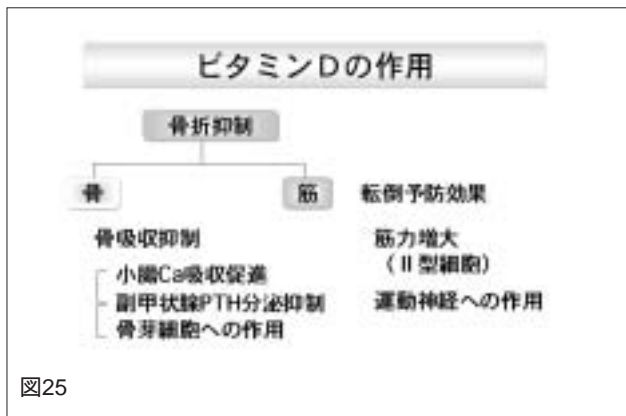 ビタミンDの作用
骨折抑制
骨
筋
転倒予防効果
骨吸収抑制
小腸Ca吸収促進
副甲状腺PTH分泌抑制
骨芽細胞への作用
筋力増大
(Ⅱ型細胞)
運動神経への作用
図25